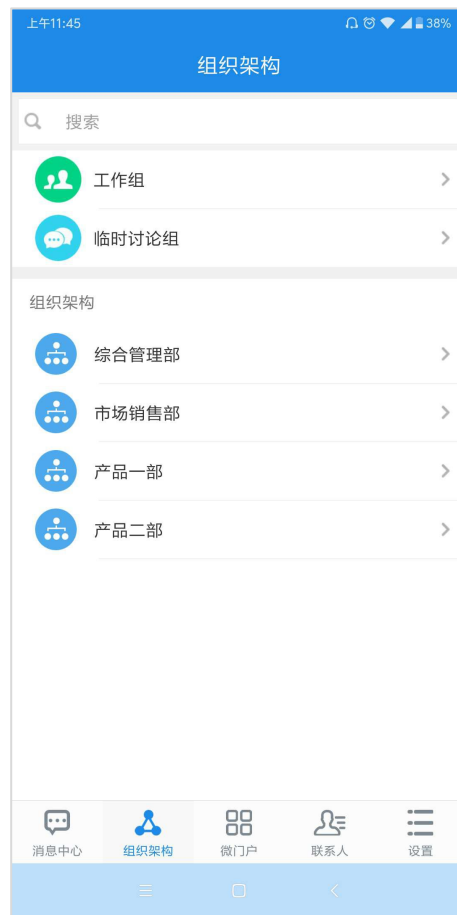 上午11:45 38%
组织架构
搜索
工作组
临时讨论组
组织架构
综合管理部
市场销售部
产品一部
产品二部
消息中心 组织架构 微门户 联系人 设置